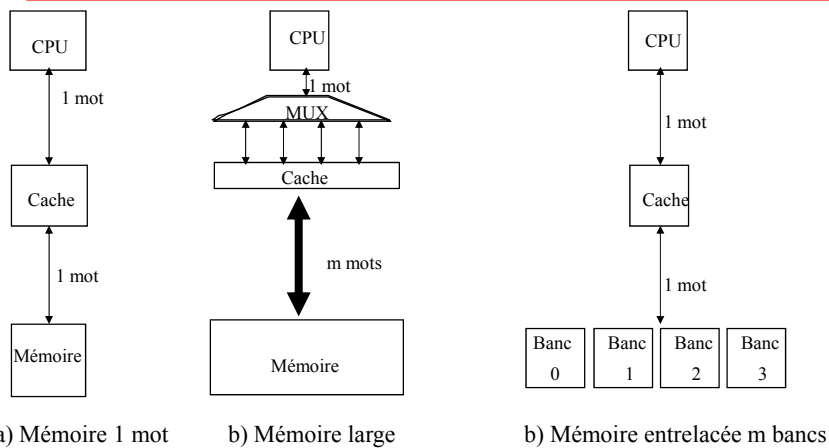 CPU
1 mot
Cache
1 mot
Mémoire
a) Mémoire 1 mot
CPU
1 mot
MUX
Cache
m mots
Mémoire
b) Mémoire large
CPU
1 mot
Cache
1 mot
Banc
0
Banc
1
Banc
2
Banc
3
b) Mémoire entrelacée m bancs